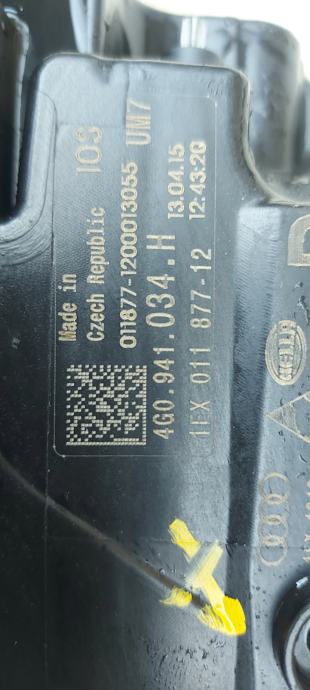 Made in
Czech Republic IOS
011877-1200013055 UM7
4G0.941.034.H 13.04.15
1EX 011 877-12 12:43:20
HELLA